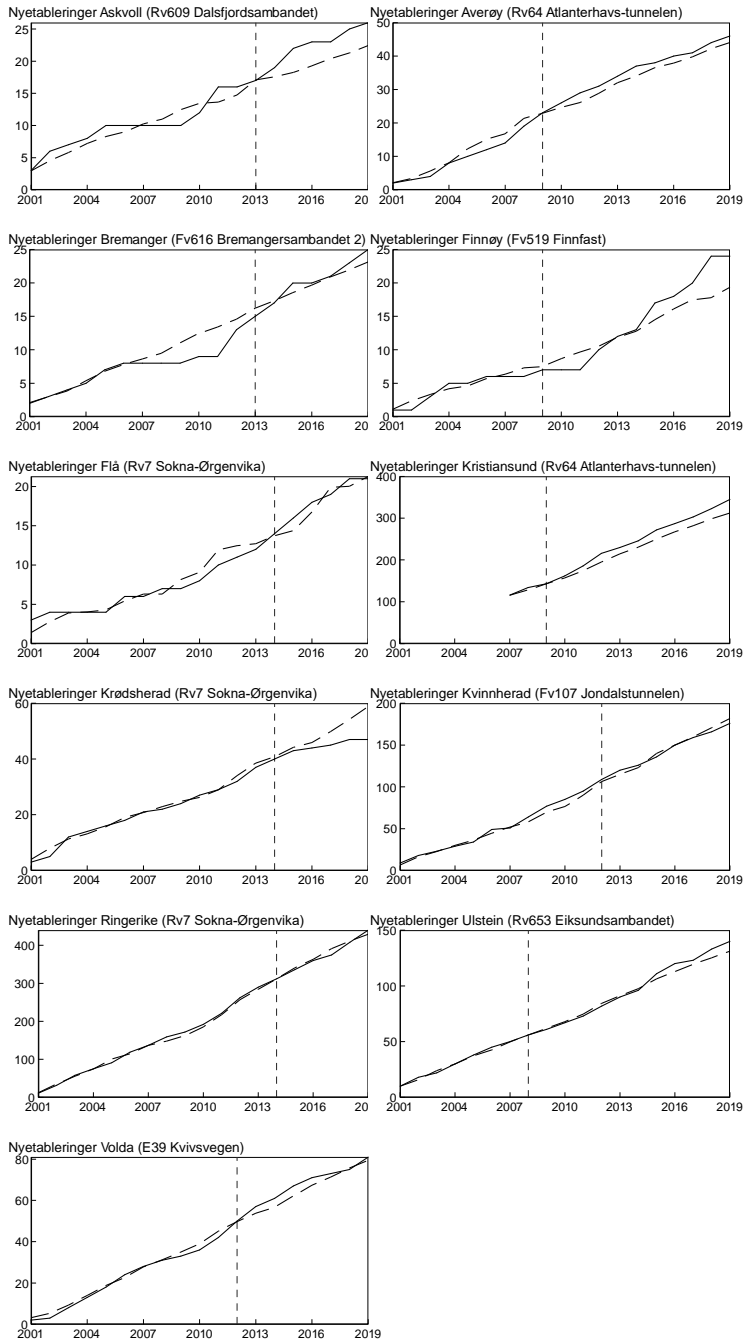 Nyetableringer Askvoll (Rv609 Dalsfjordsambandet)
25
20
15
10
5
0
2001 2004 2007 2010 2013 2016 20
Nyetableringer Averøy (Rv64 Atlanterhavs-tunnelen)
50
40
30
20
10
0
2001 2004 2007 2010 2013 2016 2019
Nyetableringer Bremanger (Fv616 Bremangersambandet 2)
25
20
15
10
5
0
2001 2004 2007 2010 2013 2016 2019
Nyetableringer Finnøy (Fv519 Finnfast)
25
20
15
10
5
0
2001 2004 2007 2010 2013 2016 2019
Nyetableringer Flå (Rv7 Sokna-Ørgenvika)
20
15
10
5
0
2001 2004 2007 2010 2013 2016 20
Nyetableringer Kristiansund (Rv64 Atlanterhavs-tunnelen)
400
300
200
100
0
2001 2004 2007 2010 2013 2016 2019
Nyetableringer Krødsherad (Rv7 Sokna-Ørgenvika)
60
40
20
0
2001 2004 2007 2010 2013 2016 20
Nyetableringer Kvinnherad (Fv107 Jondalstunnelen)
200
150
100
50
0
2001 2004 2007 2010 2013 2016 2019
Nyetableringer Ringerike (Rv7 Sokna-Ørgenvika)
400
300
200
100
0
2001 2004 2007 2010 2013 2016 20
Nyetableringer Ulstein (Rv653 Eiksundsambandet)
150
100
50
0
2001 2004 2007 2010 2013 2016 2019
Nyetableringer Volda (E39 Kvivsvegen)
80
60
40
20
0
2001 2004 2007 2010 2013 2016 2019